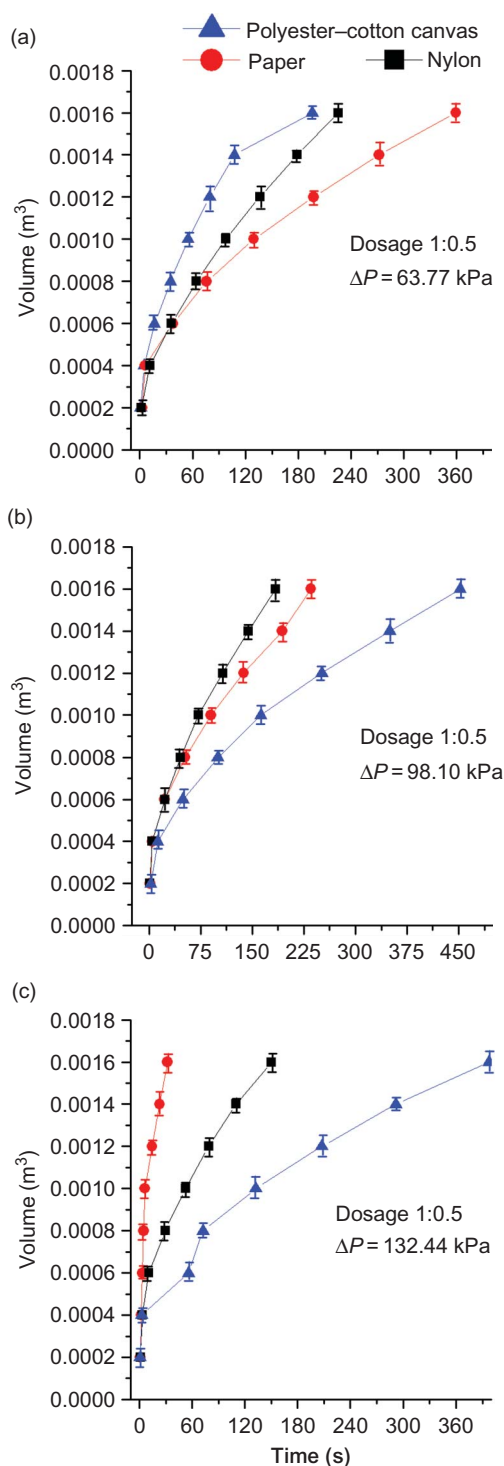 (a)
Polyester–cotton canvas
Paper
Nylon
0.0018
0.0016
0.0014
0.0012
0.0010
0.0008
0.0006
0.0004
0.0002
0.0000
Volume (m³)
Dosage 1:0.5
ΔP = 63.77 kPa
0 60 120 180 240 300 360
(b)
0.0018
0.0016
0.0014
0.0012
0.0010
0.0008
0.0006
0.0004
0.0002
0.0000
Volume (m³)
Dosage 1:0.5
ΔP = 98.10 kPa
0 75 150 225 300 375 450
(c)
0.0018
0.0016
0.0014
0.0012
0.0010
0.0008
0.0006
0.0004
0.0002
0.0000
Volume (m³)
Dosage 1:0.5
ΔP = 132.44 kPa
0 60 120 180 240 300 360
Time (s)